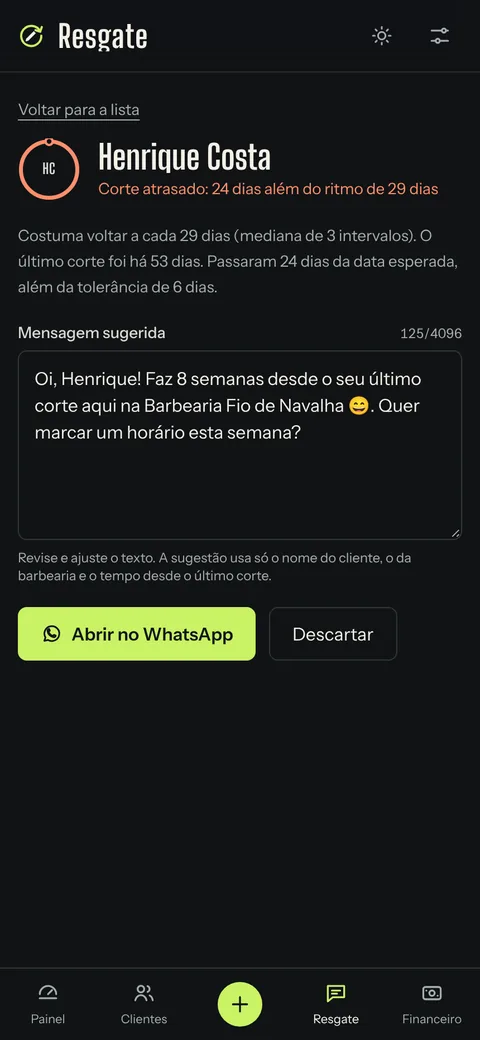 Resgate
Voltar para a lista
HC
Henrique Costa
Corte atrasado: 24 dias além do ritmo de 29 dias
Costuma voltar a cada 29 dias (mediana de 3 intervalos). O
último corte foi há 53 dias. Passaram 24 dias da data esperada,
além da tolerância de 6 dias.
Mensagem sugerida
125/4096
Oi, Henrique! Faz 8 semanas desde o seu último
corte aqui na Barbearia Fio de Navalha 😄. Quer
marcar um horário esta semana?
Revise e ajuste o texto. A sugestão usa só o nome do cliente, o da
barbearia e o tempo desde o último corte.
Abrir no WhatsApp
Descartar
Painel
Clientes
Resgate
Financeiro